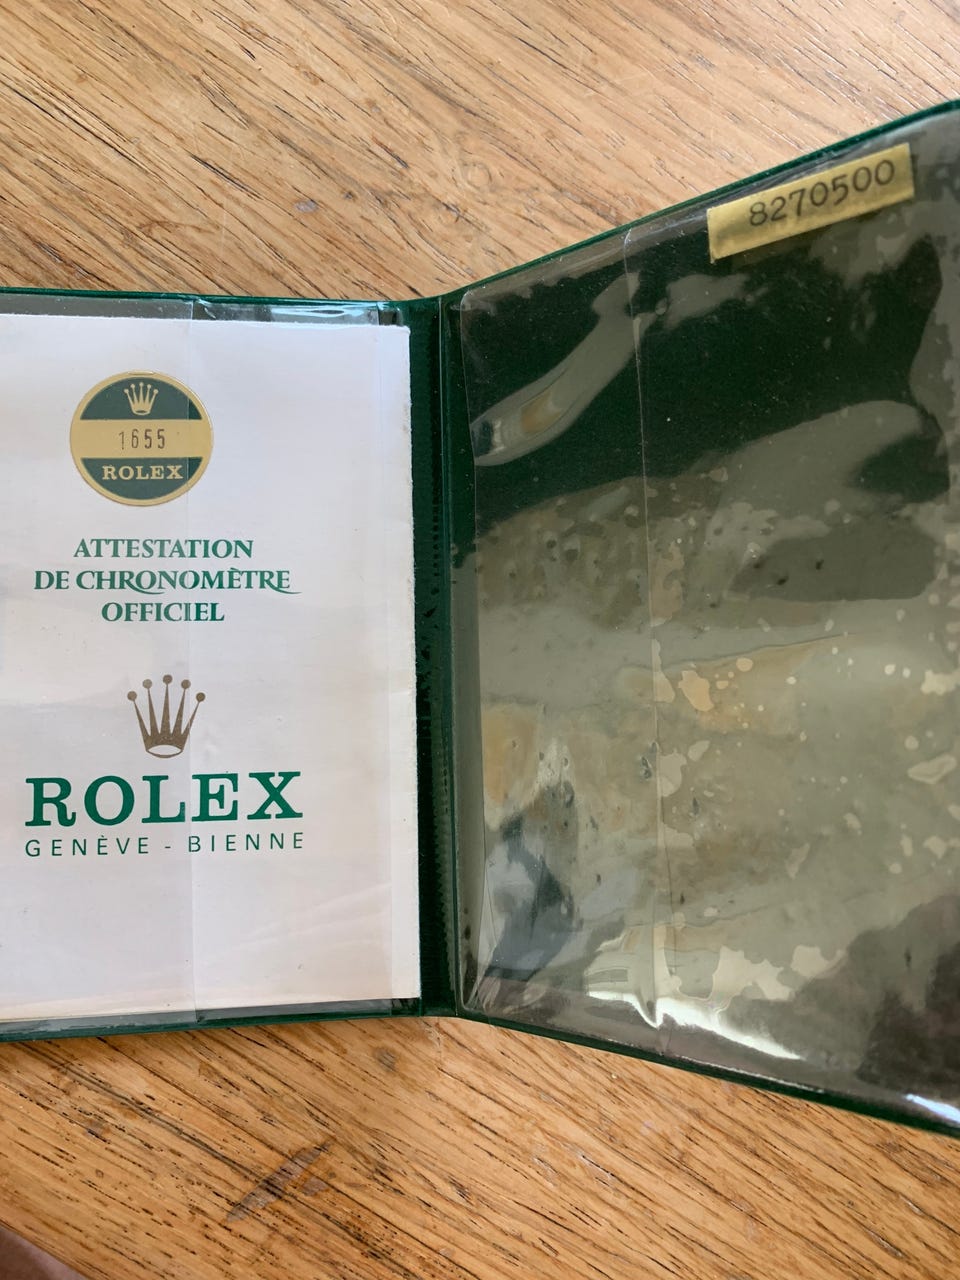 1655
ROLEX
ATTESTATION
DE CHRONOMÈTRE
OFFICIEL
ROLEX
GENÈVE - BIENNE
8270500